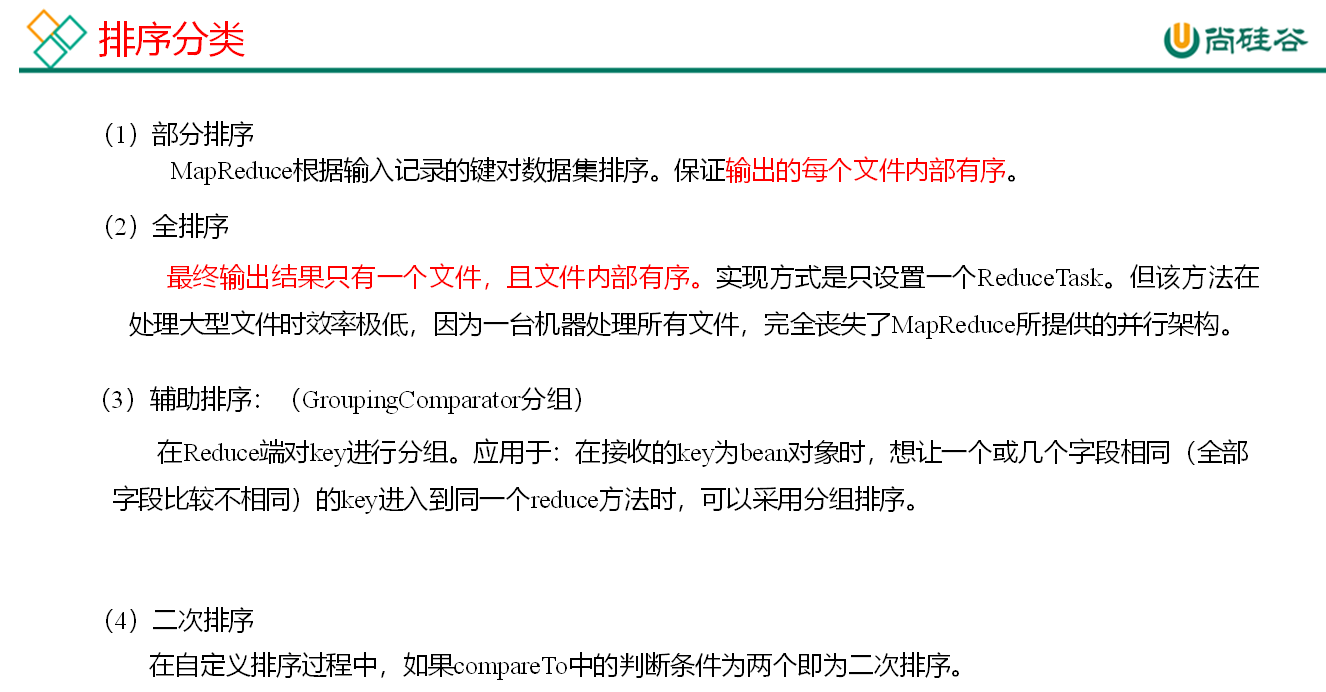 排序分类
尚硅谷
（1）部分排序
MapReduce根据输入记录的键对数据集排序。保证输出的每个文件内部有序。
（2）全排序
最终输出结果只有一个文件，且文件内部有序。实现方式是只设置一个ReduceTask。但该方法在
处理大型文件时效率极低，因为一台机器处理所有文件，完全丧失了MapReduce所提供的并行架构。
（3）辅助排序：（GroupingComparator分组）
在Reduce端对key进行分组。应用于：在接收的key为bean对象时，想让一个或几个字段相同（全部
字段比较不相同）的key进入到同一个reduce方法时，可以采用分组排序。
（4）二次排序
在自定义排序过程中，如果compareTo中的判断条件为两个即为二次排序。